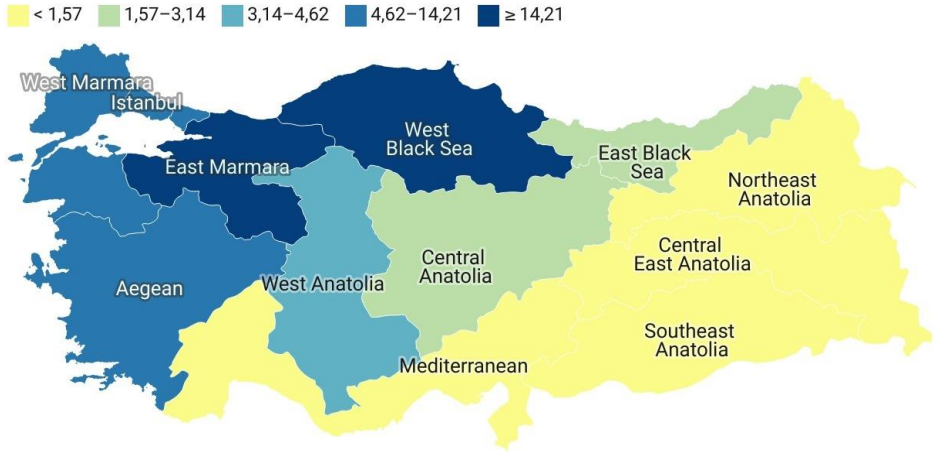 < 1,57 1,57–3,14 3,14–4,62 4,62–14,21 ≥ 14,21
West Marmara
Istanbul
West
Black Sea
East Marmara
East Black
Sea
Northeast
Anatolia
Central
East Anatolia
Central
Anatolia
West Anatolia
Aegean
Southeast
Anatolia
Mediterranean